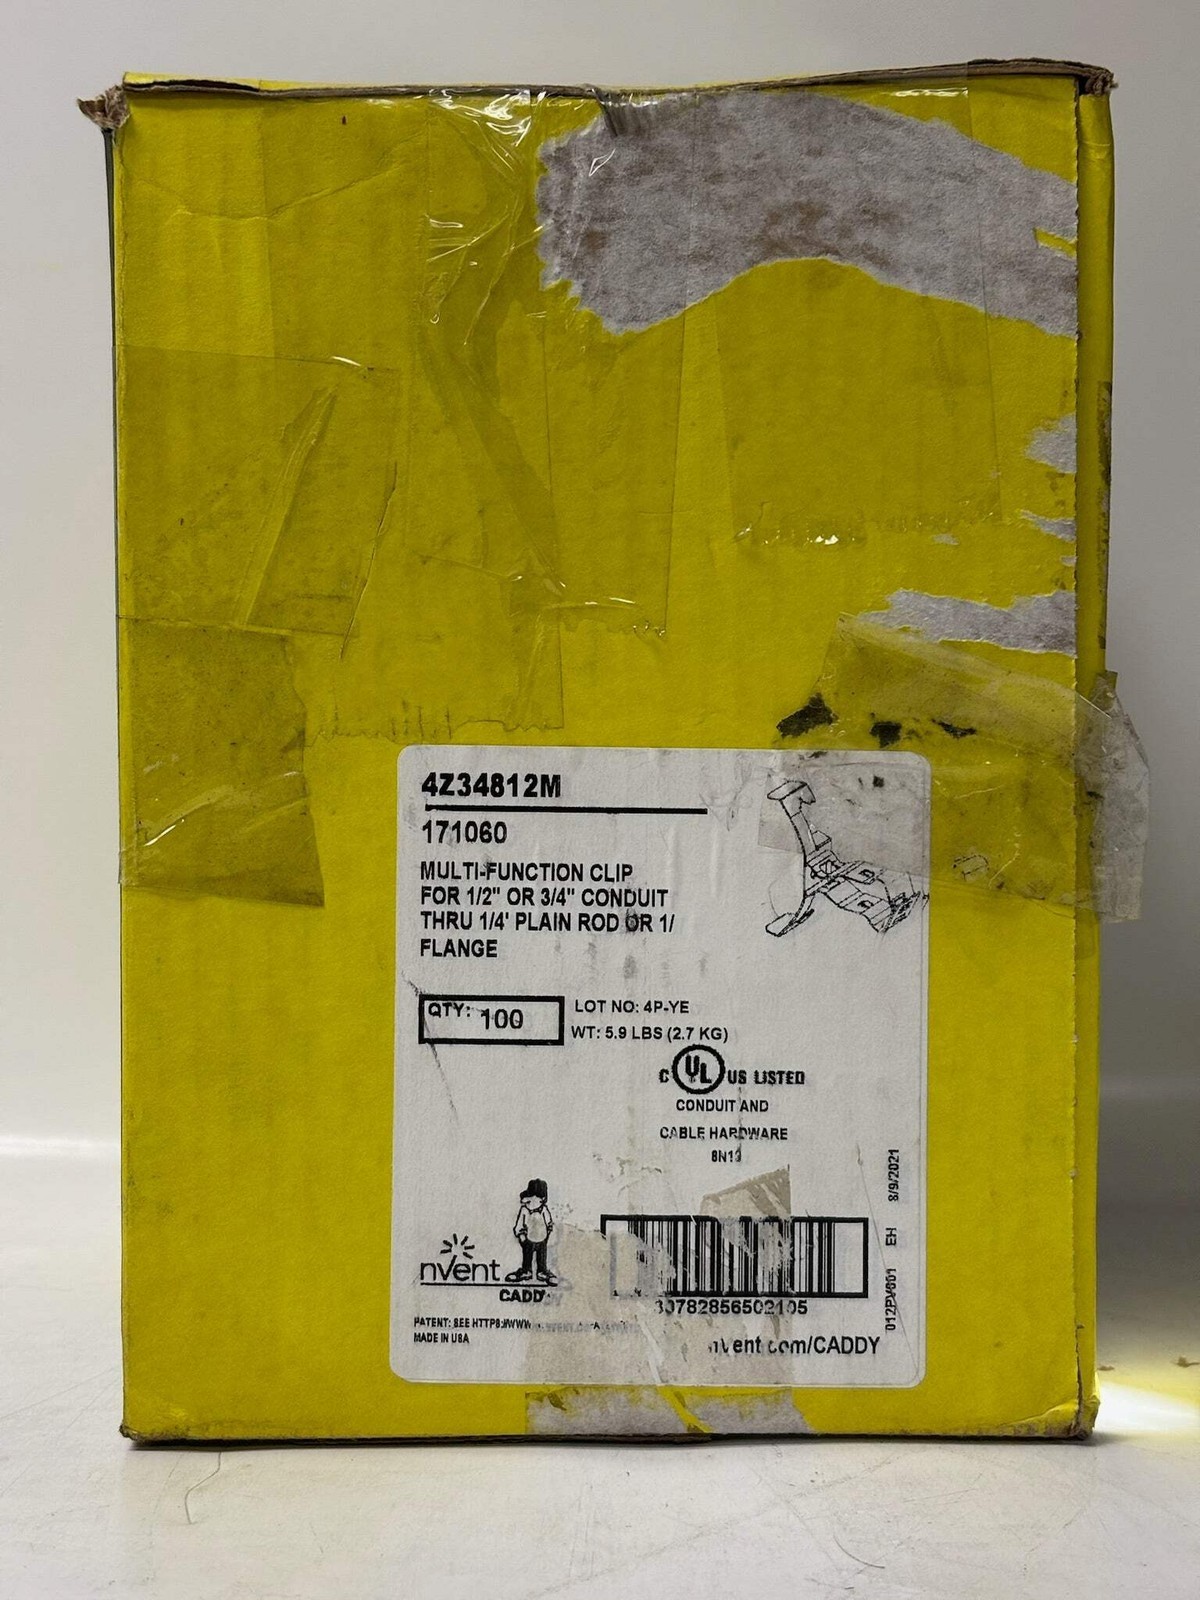 4Z34812M
171060
MULTI-FUNCTION CLIP
FOR 1/2" OR 3/4" CONDUIT
THRU 1/4' PLAIN ROD OR 1/
FLANGE
QTY: 100
LOT NO: 4P-YE
WT: 5.9 LBS (2.7 KG)
C UL US LISTED
CONDUIT AND
CABLE HARDWARE
8N13
8/9/2021
EH
nVent
CADDY
30782856502105
PATENT: SEE HTTPS://WWW.
MADE IN USA
nVent.com/CADDY